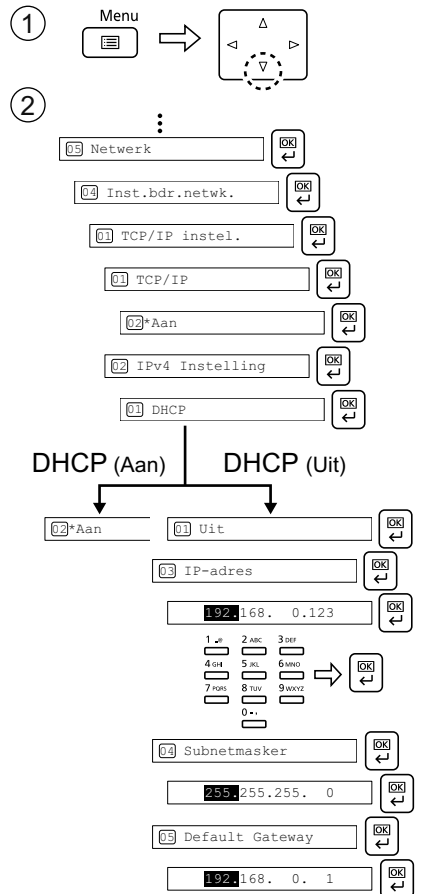 1 Menu
2
05 Netwerk OK
04 Inst.bdr.netwk. OK
01 TCP/IP instel. OK
01 TCP/IP OK
02*Aan OK
02 IPv4 Instelling OK
01 DHCP OK
DHCP (Aan) DHCP (Uit)
02*Aan 01 Uit OK
03 IP-adres OK
192.168. 0.123 OK
1 .@ 2 ABC 3 DEF
4 GHI 5 JKL 6 MNO OK
7 PQRS 8 TUV 9 WXYZ
0 - ,
04 Subnetmasker OK
255.255.255. 0 OK
05 Default Gateway OK
192.168. 0. 1 OK